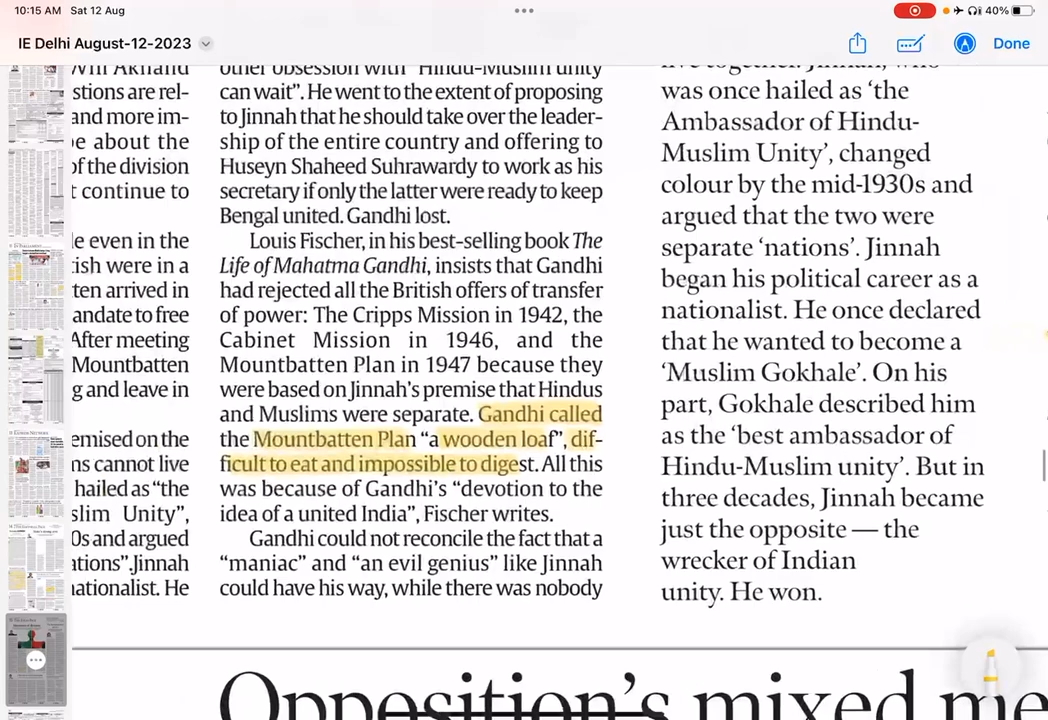 10:15 AM Sat 12 Aug
40%
IE Delhi August-12-2023
Done
stions are rel-
and more im-
about the
of the division
t continue to
even in the
tish were in a
ten arrived in
andate to free
After meeting
Mountbatten
g and leave in
emised on the
ns cannot live
hailed as "the
slim Unity",
0s and argued
ations". Jinnah
nationalist. He
other obsession with "Hindu-Muslim unity
can wait". He went to the extent of proposing
to Jinnah that he should take over the leader-
ship of the entire country and offering to
Huseyn Shaheed Suhrawardy to work as his
secretary if only the latter were ready to keep
Bengal united. Gandhi lost.
Louis Fischer, in his best-selling book The
Life of Mahatma Gandhi, insists that Gandhi
had rejected all the British offers of transfer
of power: The Cripps Mission in 1942, the
Cabinet Mission in 1946, and the
Mountbatten Plan in 1947 because they
were based on Jinnah's premise that Hindus
and Muslims were separate. Gandhi called
the Mountbatten Plan "a wooden loaf", dif-
ficult to eat and impossible to digest. All this
was because of Gandhi's "devotion to the
idea of a united India", Fischer writes.
Gandhi could not reconcile the fact that a
"maniac" and "an evil genius" like Jinnah
could have his way, while there was nobody
live together. Jinnah, who
was once hailed as 'the
Ambassador of Hindu-
Muslim Unity', changed
colour by the mid-1930s and
argued that the two were
separate 'nations'. Jinnah
began his political career as a
nationalist. He once declared
that he wanted to become a
'Muslim Gokhale'. On his
part, Gokhale described him
as the 'best ambassador of
Hindu-Muslim unity'. But in
three decades, Jinnah became
just the opposite — the
wrecker of Indian
unity. He won.
Opposition's mixed me